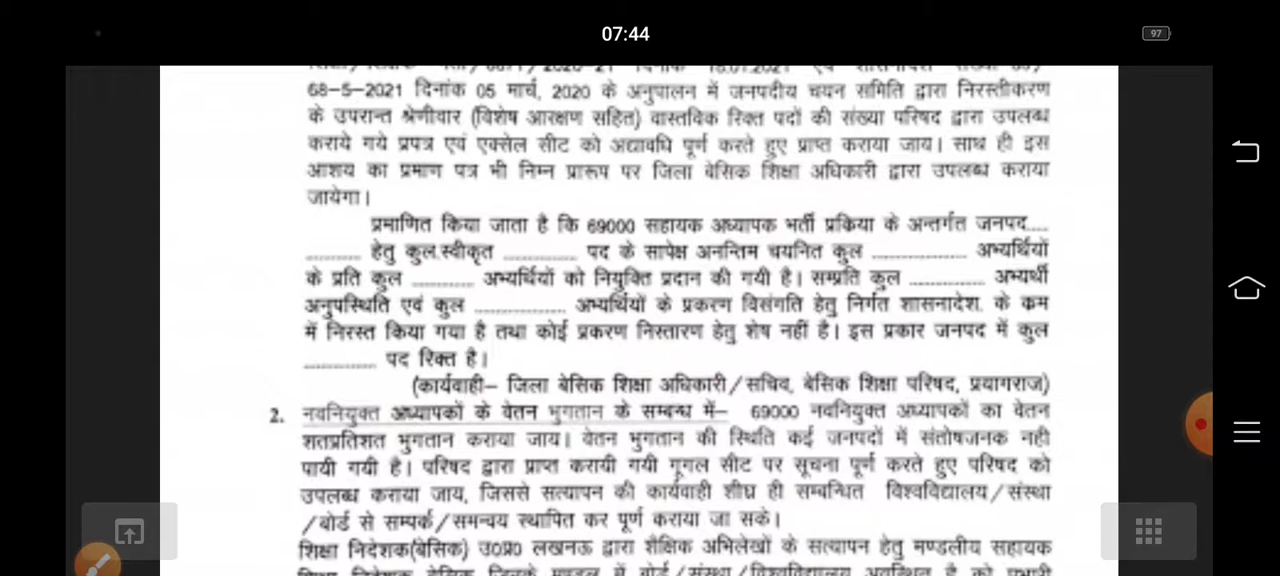 07:44
97
68-5-2021 दिनांक 05 मार्च, 2020 के अनुपालन में जनपदीय चयन समिति द्वारा निरस्तीकरण
के उपरान्त श्रेणीवार (विशेष आरक्षण सहित) वास्तविक रिक्त पदों की संख्या परिषद द्वारा उपलब्ध
कराये गये प्रपत्र एवं एक्सेल सीट को अद्यावधि पूर्ण करते हुए प्राप्त कराया जाय। साथ ही इस
आशय का प्रमाण पत्र भी निम्न प्रारूप पर जिला बेसिक शिक्षा अधिकारी द्वारा उपलब्ध कराया
जायेगा।
प्रमाणित किया जाता है कि 69000 सहायक अध्यापक भर्ती प्रकिया के अन्तर्गत जनपद....
.......... हेतु कुल.स्वीकृत ............. पद के सापेक्ष अनन्तिम चयनित कुल ................. अभ्यर्थियों
के प्रति कुल ........... अभ्यर्थियों को नियुक्ति प्रदान की गयी है। सम्प्रति कुल ............. अभ्यर्थी
अनुपस्थिति एवं कुल ................ अभ्यर्थियों के प्रकरण विसंगति हेतु निर्गत शासनादेश. के कम
में निरस्त किया गया है तथा कोई प्रकरण निस्तारण हेतु शेष नहीं है। इस प्रकार जनपद में कुल
............. पद रिक्त है।
(कार्यवाही– जिला बेसिक शिक्षा अधिकारी/सचिव, बेसिक शिक्षा परिषद, प्रयागराज)
2. नवनियुक्त अध्यापकों के वेतन भुगतान के सम्बन्ध में– 69000 नवनियुक्त अध्यापकों का वेतन
शतप्रतिशत भुगतान कराया जाय। वेतन भुगतान की स्थिति कई जनपदों में संतोषजनक नही
पायी गयी है। परिषद द्वारा प्राप्त करायी गयी गूगल सीट पर सूचना पूर्ण करते हुए परिषद को
उपलब्ध कराया जाय, जिससे सत्यापन की कार्यवाही शीघ्र ही सम्बन्धित विश्वविद्यालय/संस्था
/बोर्ड से सम्पर्क/समन्वय स्थापित कर पूर्ण कराया जा सके।
शिक्षा निदेशक(बेसिक) उ0प्र0 लखनऊ द्वारा शैक्षिक अभिलेखों के सत्यापन हेतु मण्डलीय सहायक